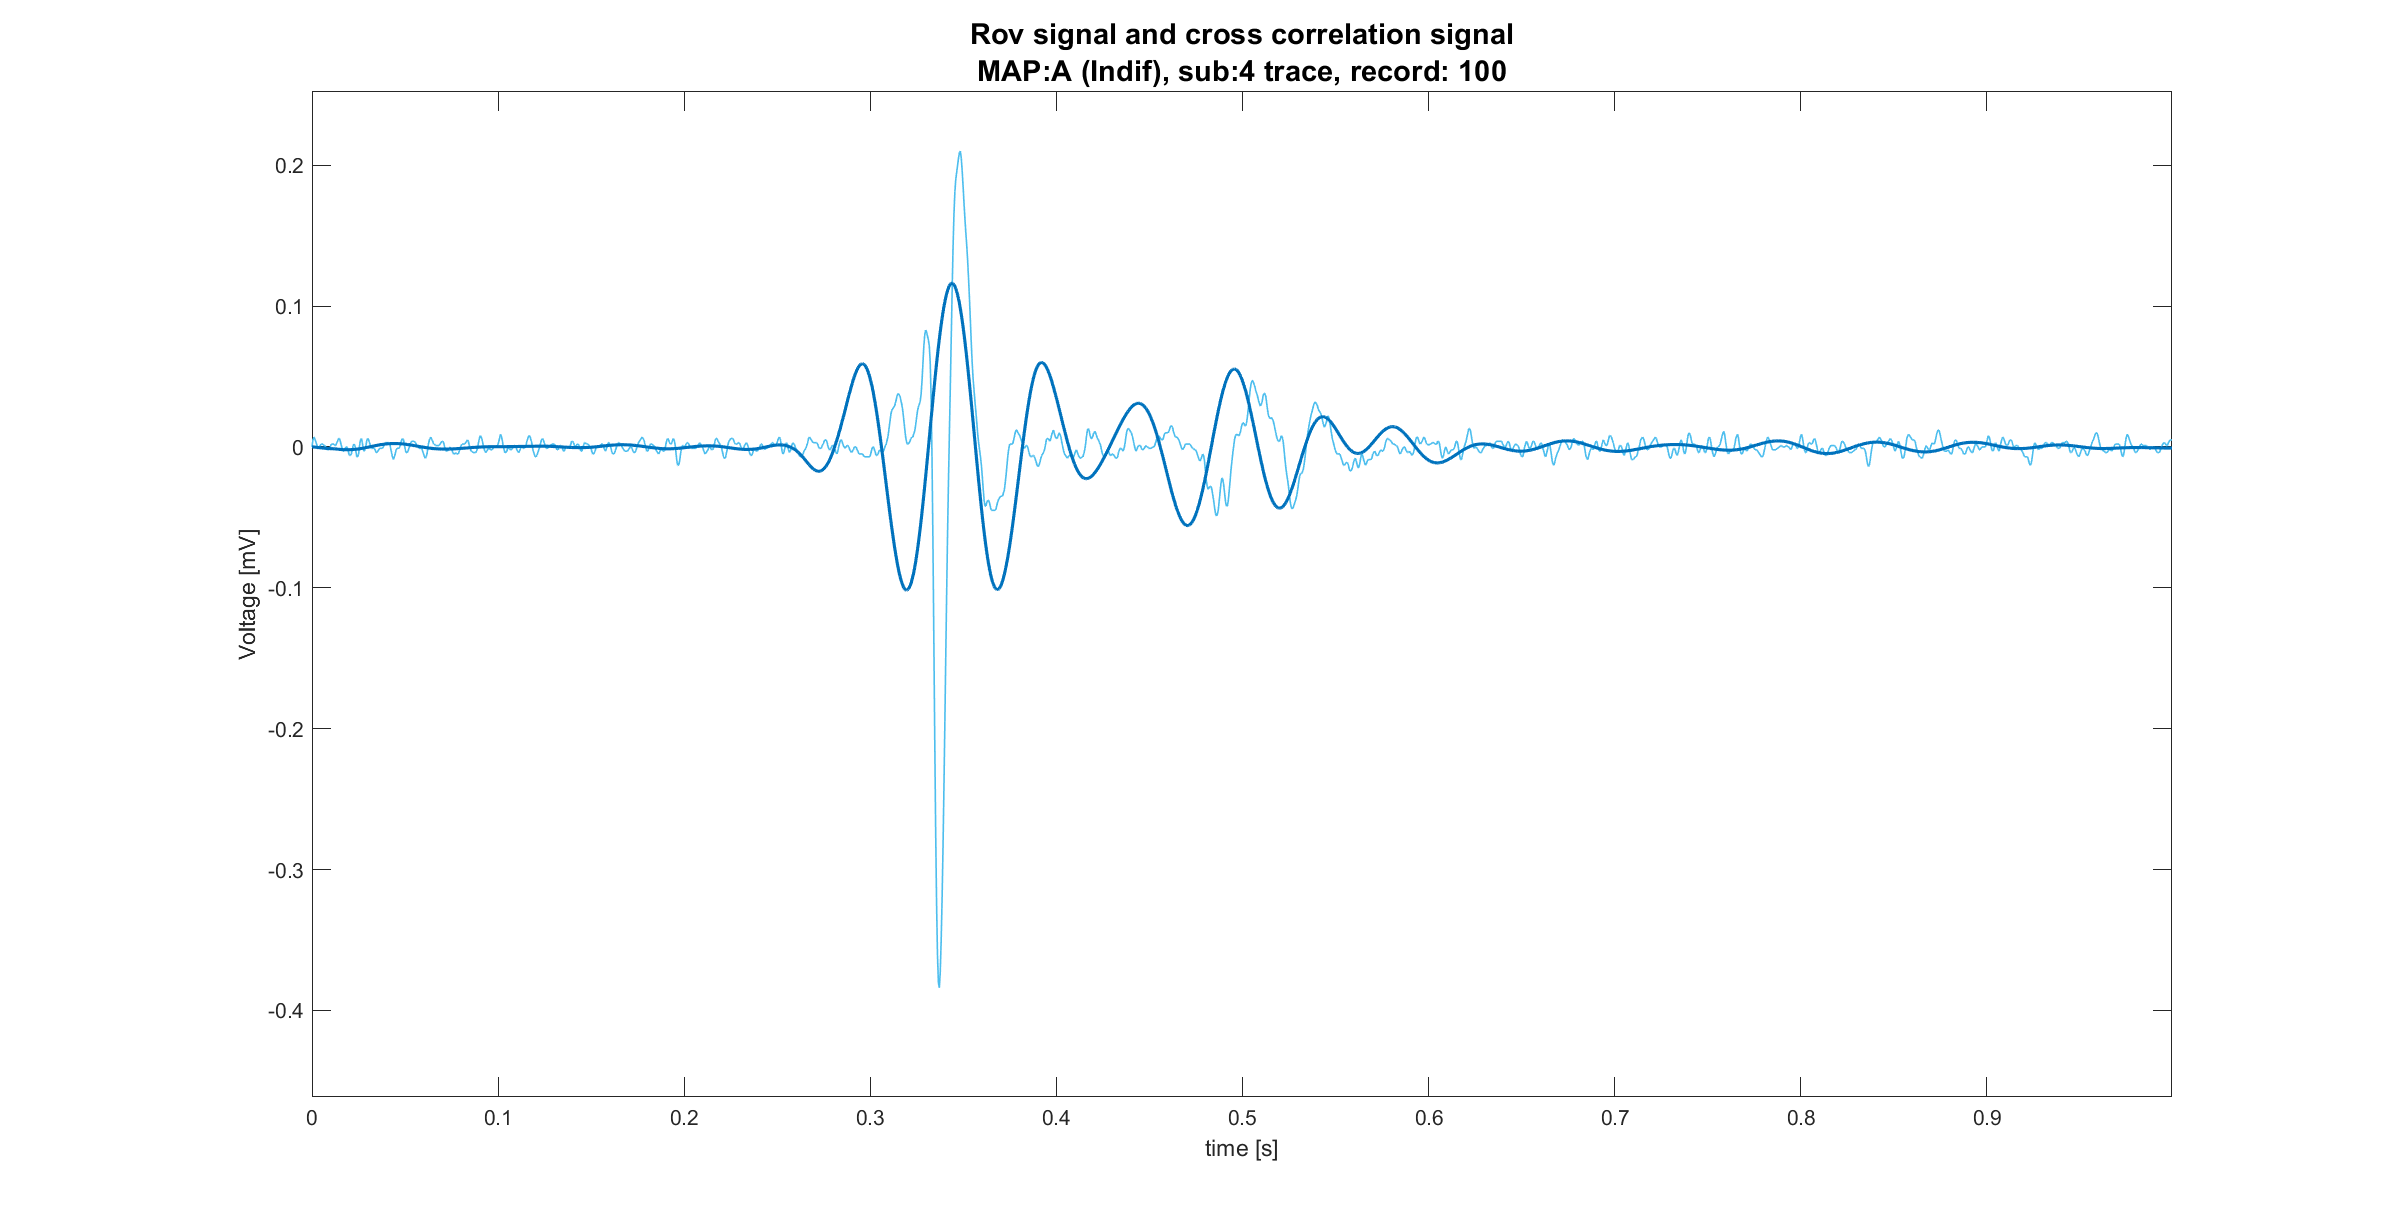 Rov signal and cross correlation signal
MAP:A (Indif), sub:4 trace, record: 100
0.2
0.1
0
-0.1
-0.2
-0.3
-0.4
Voltage [mV]
0 0.1 0.2 0.3 0.4 0.5 0.6 0.7 0.8 0.9
time [s]